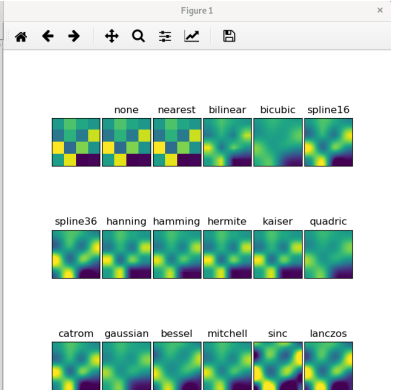 Figure 1
none nearest bilinear bicubic spline16
spline36 hanning hamming hermite kaiser quadric
catrom gaussian bessel mitchell sinc lanczos